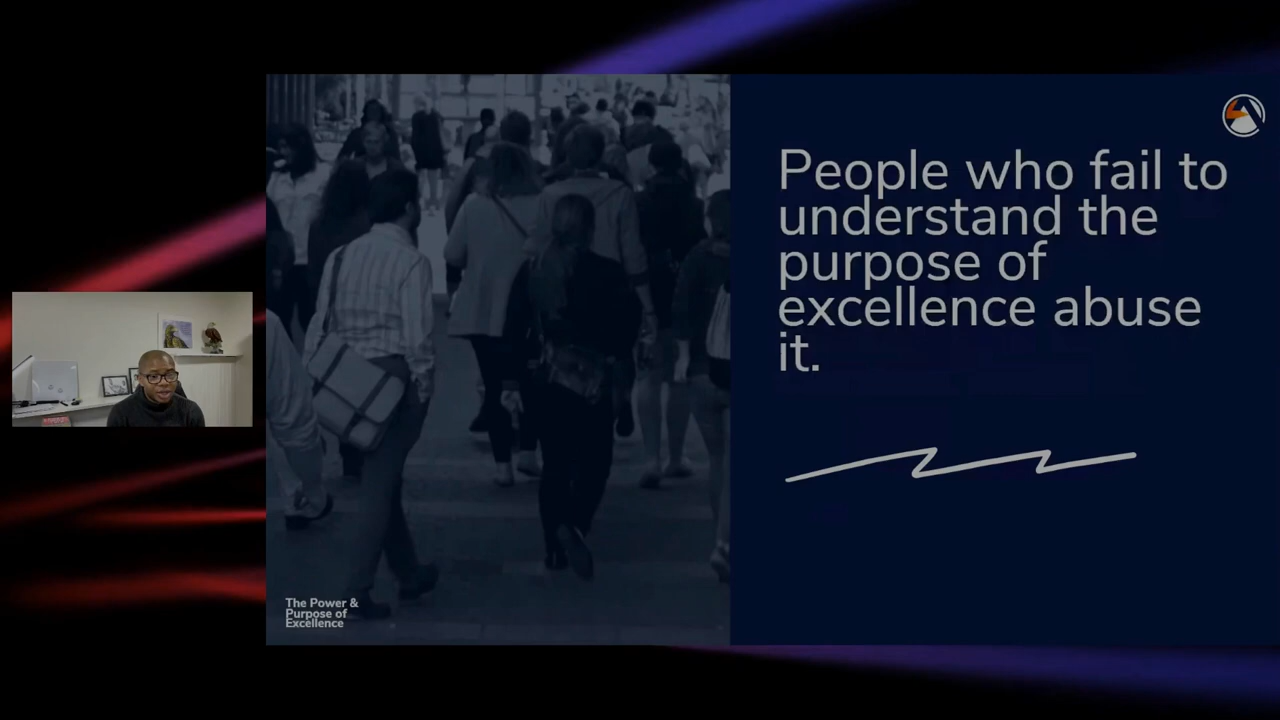 People who fail to
understand the
purpose of
excellence abuse
it.
The Power &
Purpose of
Excellence